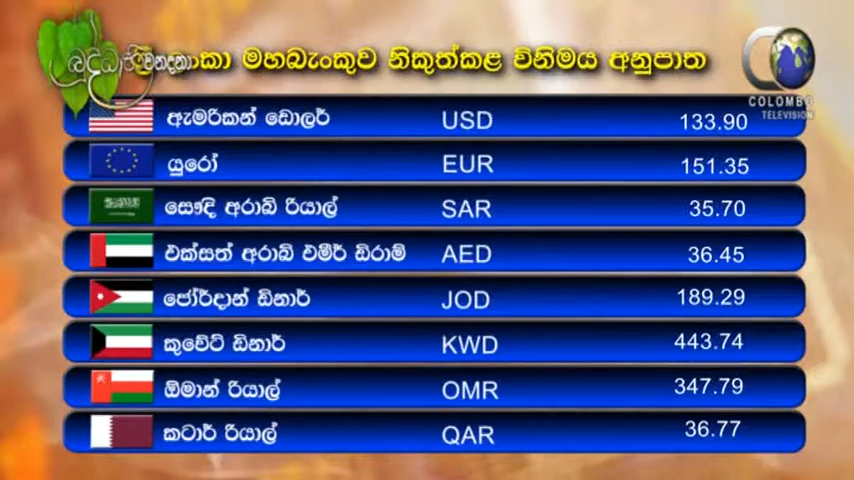 බුද්ධාභිවන්දනා
මහබැංකුව නිකුත්කළ විනිමය අනුපාත
COLOMBO
TELEVISION
ඇමරිකන් ඩොලර් USD 133.90
යුරෝ EUR 151.35
සෞදි අරාබි රියාල් SAR 35.70
එක්සත් අරාබි එමීර් ඩිරාම් AED 36.45
ජෝර්දාන් ඩිනාර් JOD 189.29
කුවේට් ඩිනාර් KWD 443.74
ඕමාන් රියාල් OMR 347.79
කටාර් රියාල් QAR 36.77